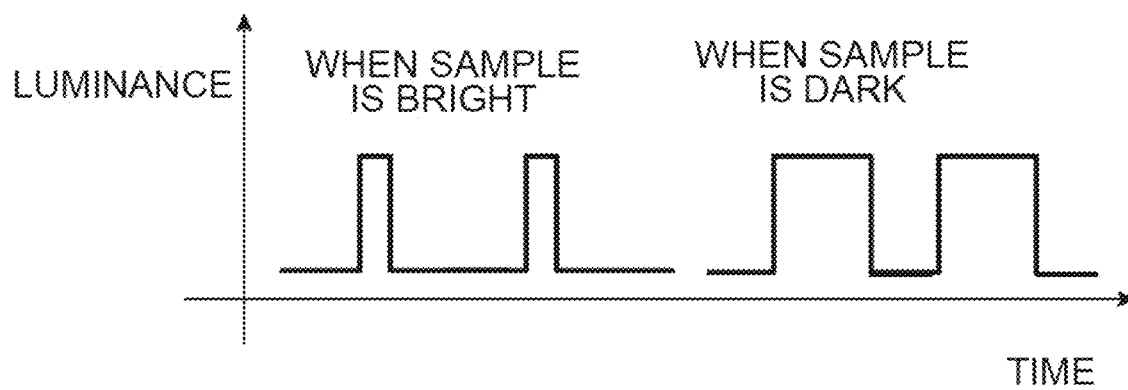 LUMINANCE
WHEN SAMPLE
IS BRIGHT
WHEN SAMPLE
IS DARK
TIME